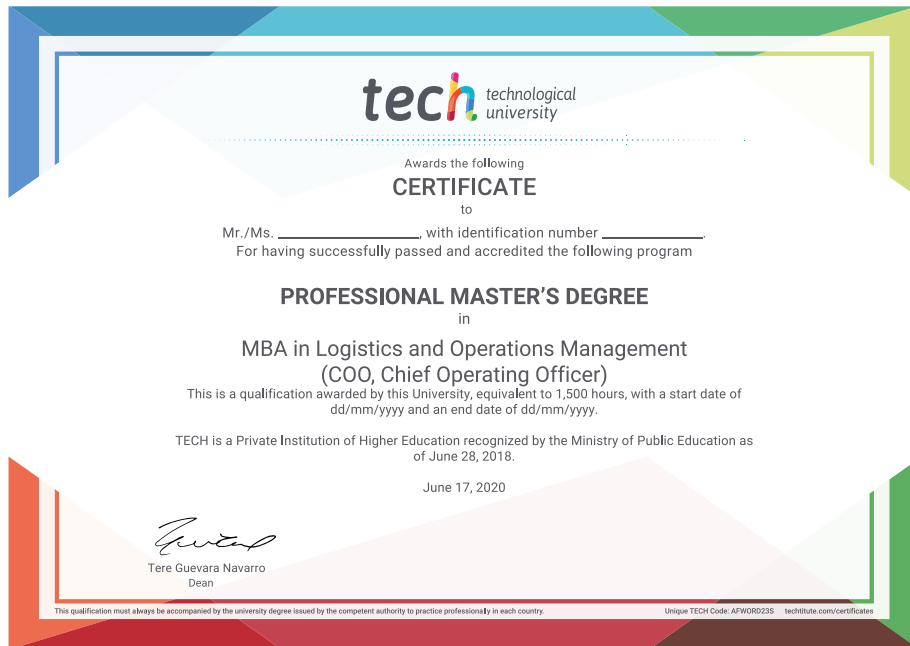 tech technological
university
Awards the following
CERTIFICATE
to
Mr./Ms. ____________________, with identification number ______________.
For having successfully passed and accredited the following program
PROFESSIONAL MASTER'S DEGREE
in
MBA in Logistics and Operations Management
(COO, Chief Operating Officer)
This is a qualification awarded by this University, equivalent to 1,500 hours, with a start date of
dd/mm/yyyy and an end date of dd/mm/yyyy.
TECH is a Private Institution of Higher Education recognized by the Ministry of Public Education as
of June 28, 2018.
June 17, 2020
Tere Guevara Navarro
Dean
This qualification must always be accompanied by the university degree issued by the competent authority to practice professionally in each country.
Unique TECH Code: AFWORD23S techtitute.com/certificates